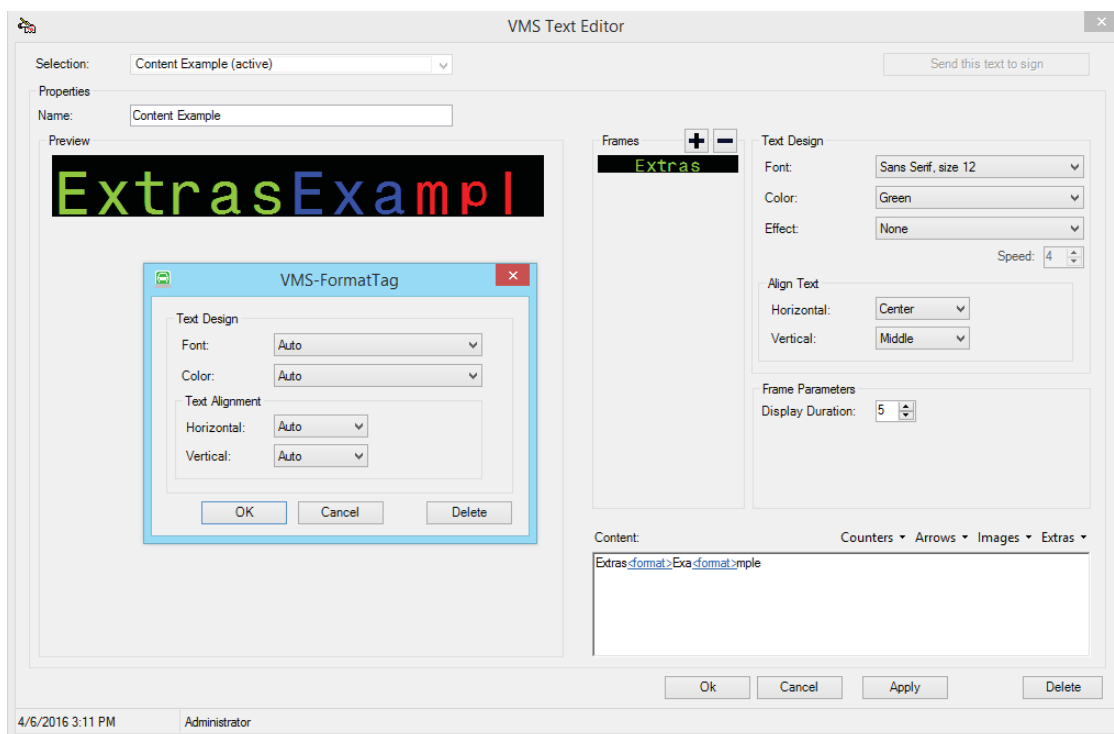 VMS Text Editor
Selection: Content Example (active)
Send this text to sign
Properties
Name: Content Example
Preview
ExtrasExampl
Frames
Extras
Text Design
Font: Sans Serif, size 12
Color: Green
Effect: None
Speed: 4
Align Text
Horizontal: Center
Vertical: Middle
Frame Parameters
Display Duration: 5
VMS-FormatTag
Text Design
Font: Auto
Color: Auto
Text Alignment
Horizontal: Auto
Vertical: Auto
OK Cancel Delete
Content: Counters Arrows Images Extras
Extras<format>Exa<format>mple
Ok Cancel Apply Delete
4/6/2016 3:11 PM Administrator